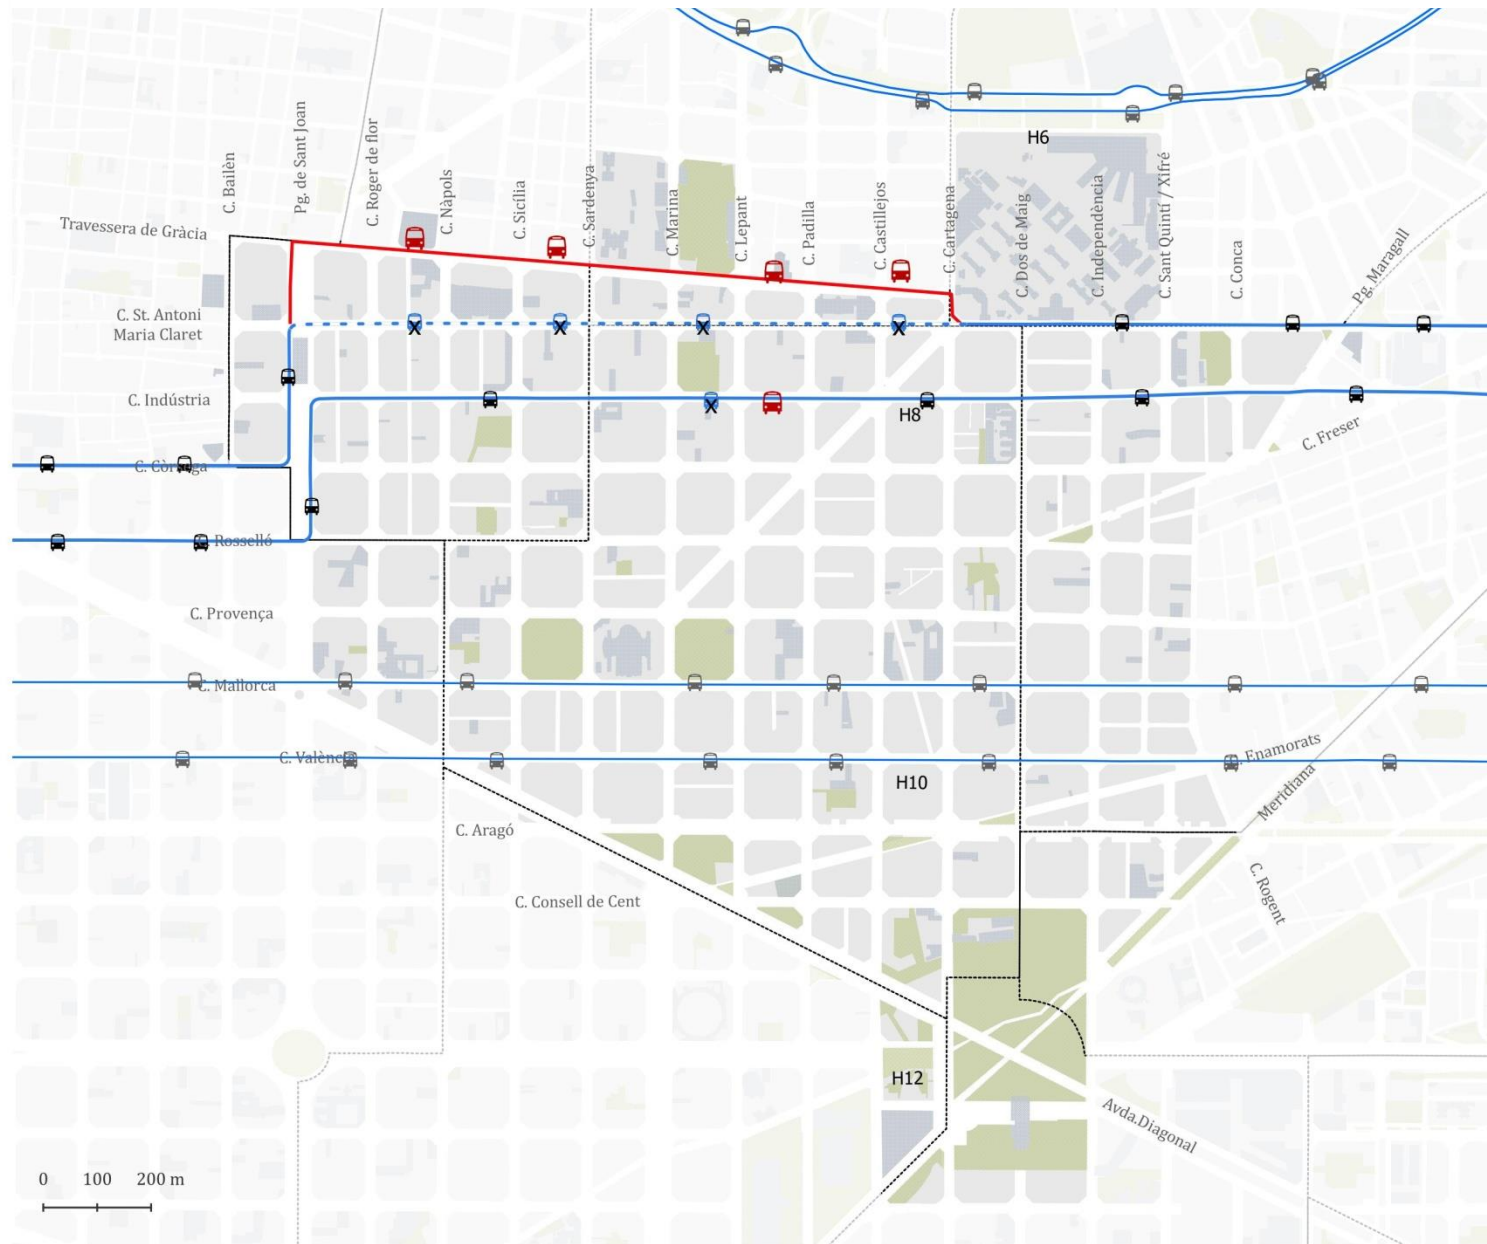 H6
C. Bailèn
Pg. de Sant Joan
C. Roger de flor
C. Nàpols
C. Sicília
C. Sardenya
C. Marina
C. Lepant
C. Padilla
C. Castillejos
C. Cartagena
C. Dos de Maig
C. Independència
C. Sant Quintí / Xifré
C. Conca
Pg. Maragall
Travessera de Gràcia
C. St. Antoni
Maria Claret
X
X
X
X
C. Indústria
X
H8
C. Freser
C. Còrsega
C. Rosselló
C. Provença
C. Mallorca
C. València
C. Enamorats
H10
Meridiana
C. Aragó
C. Consell de Cent
C. Rogent
H12
Avda.Diagonal
0 100 200 m